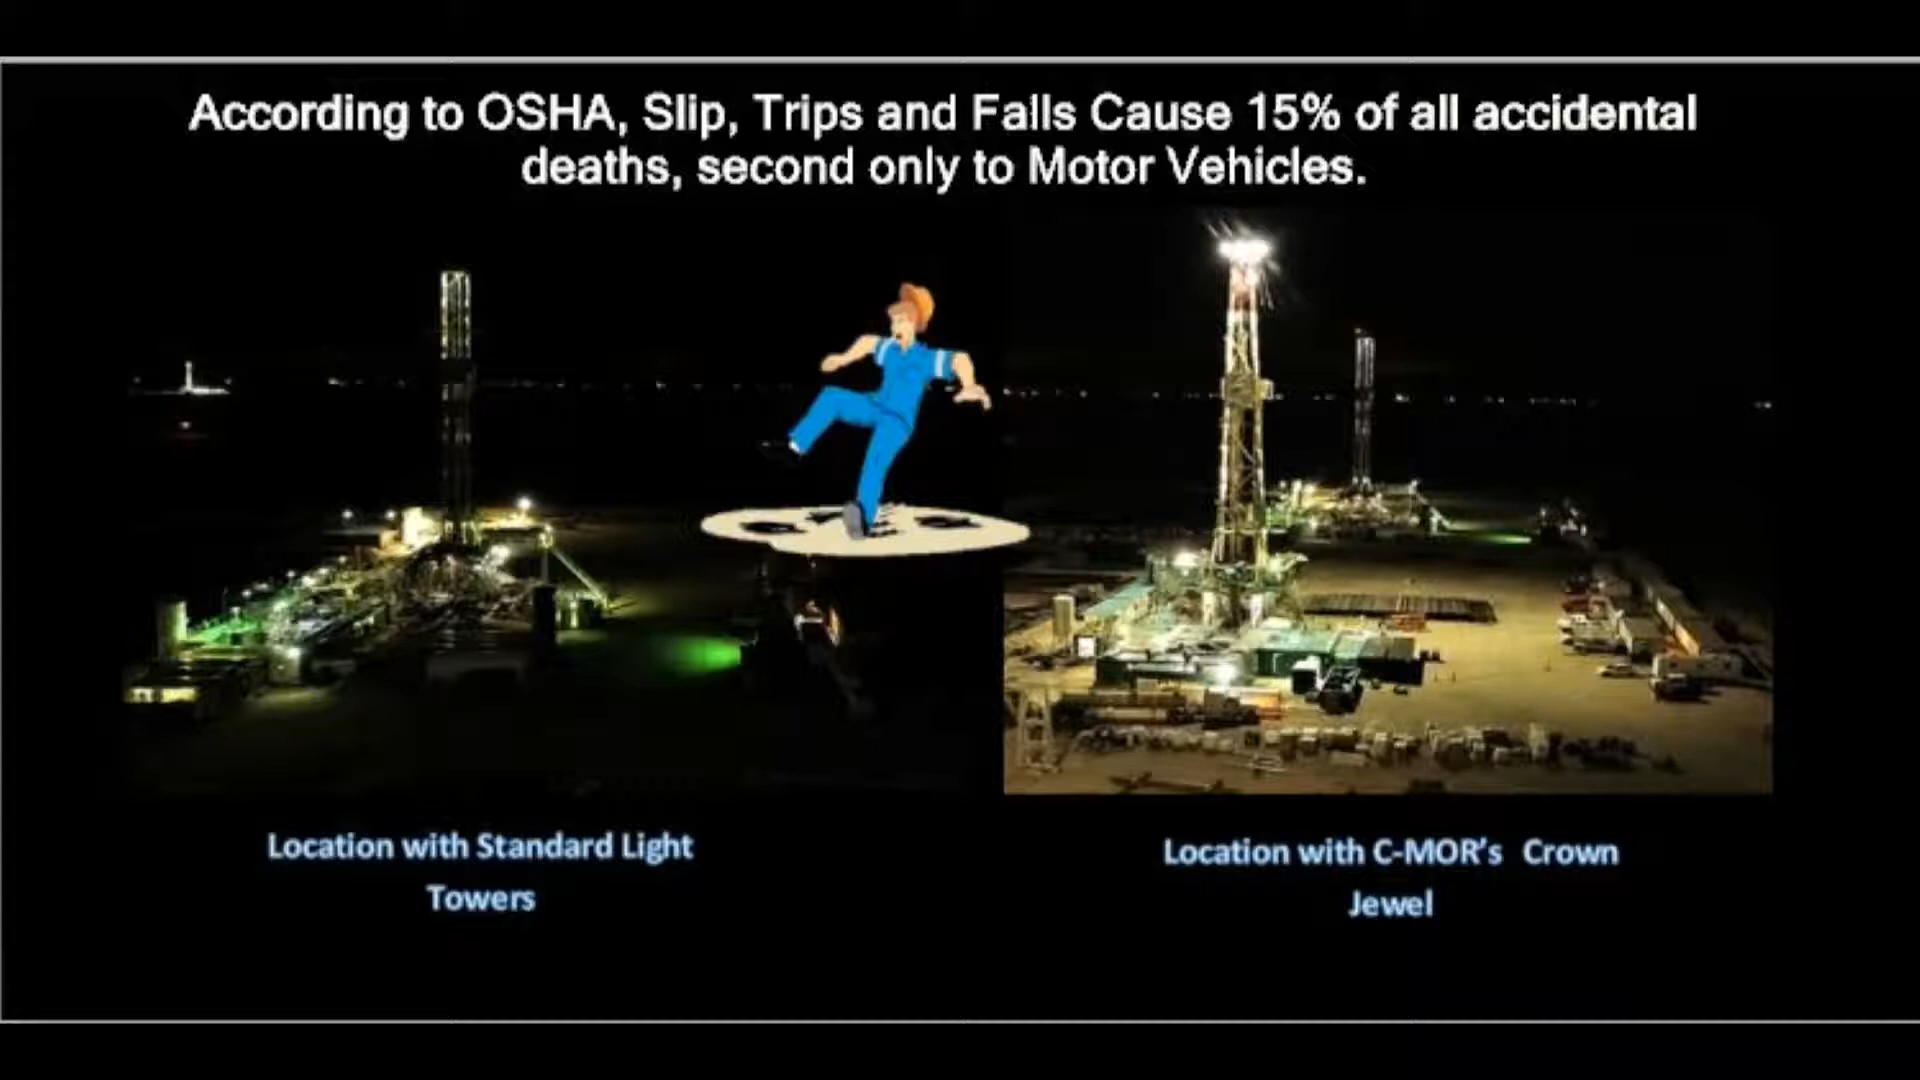 According to OSHA, Slip, Trips and Falls Cause 15% of all accidental
deaths, second only to Motor Vehicles.
Location with Standard Light
Towers
Location with C-MOR's Crown
Jewel